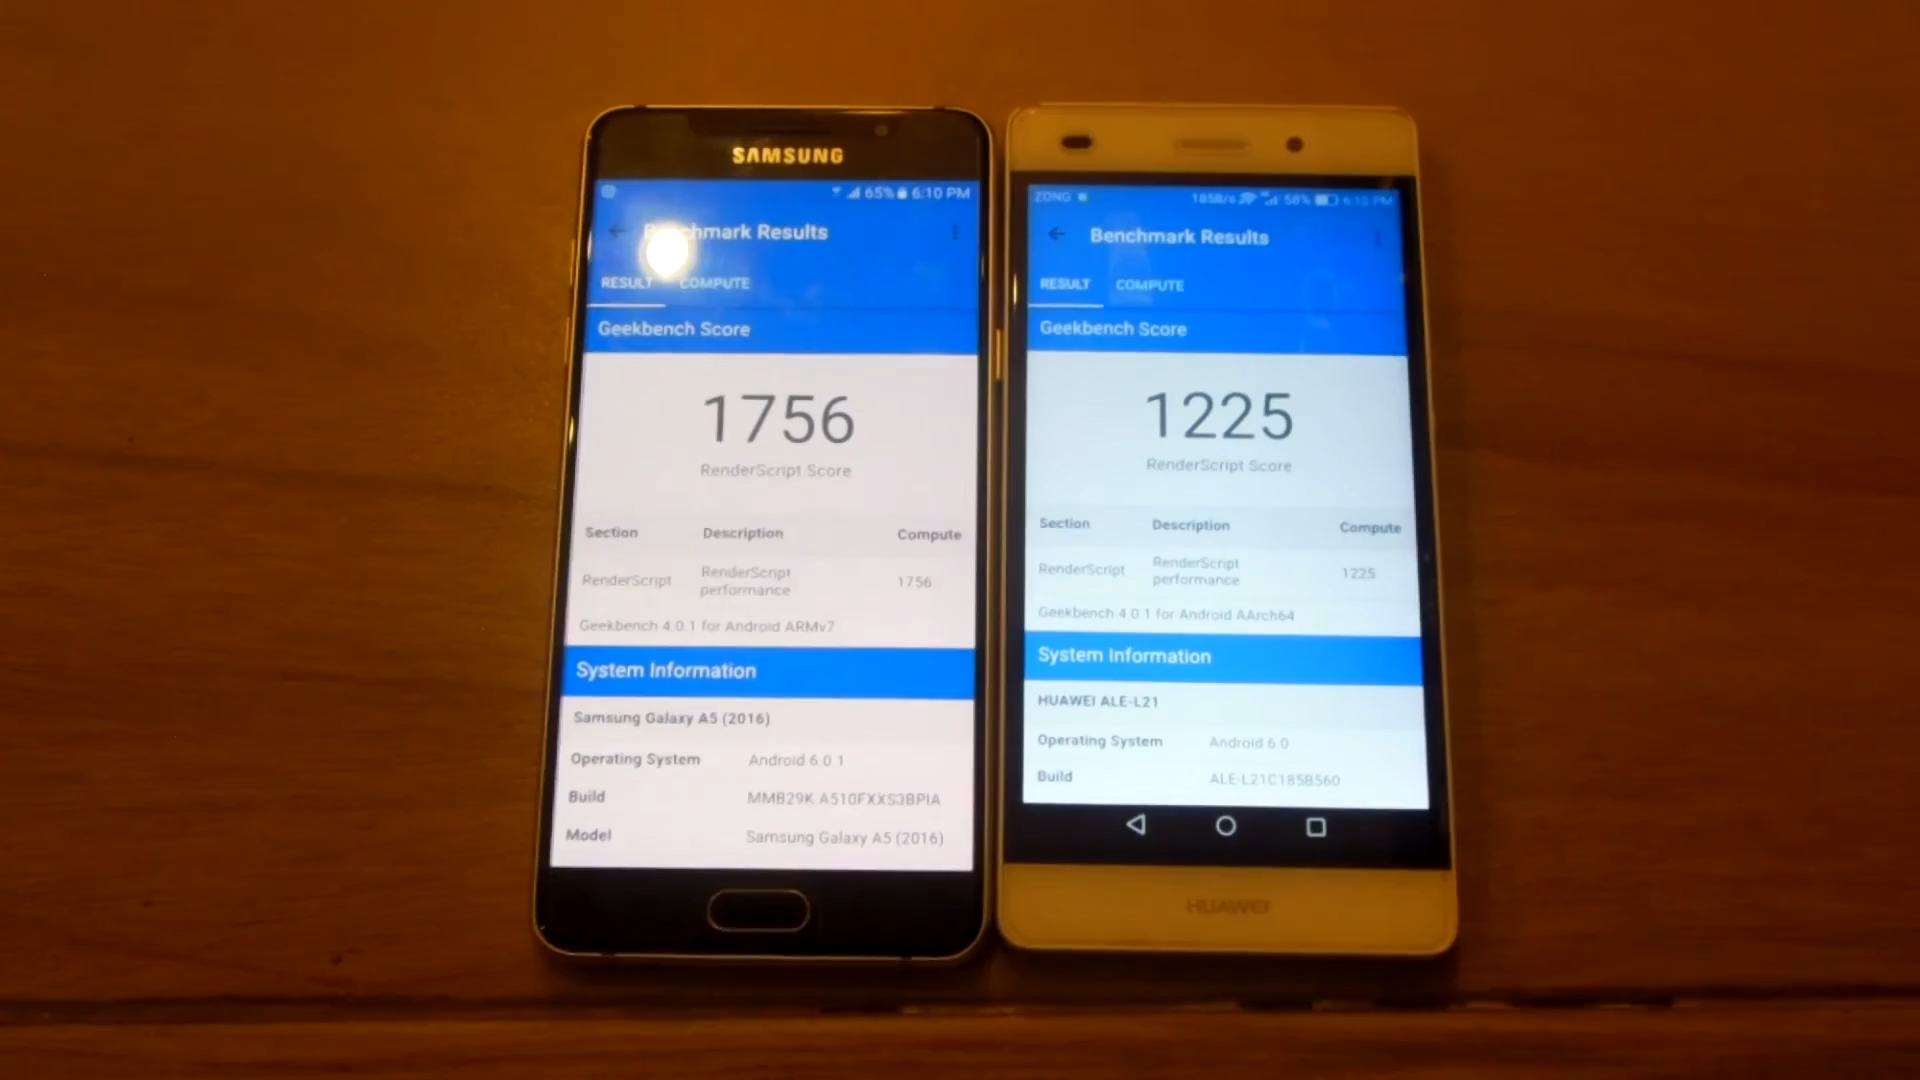 SAMSUNG
65% 6:10 PM
Benchmark Results
RESULT COMPUTE
Geekbench Score
1756
RenderScript Score
Section Description Compute
RenderScript RenderScript performance 1756
Geekbench 4.0.1 for Android ARMv7
System Information
Samsung Galaxy A5 (2016)
Operating System Android 6.0.1
Build MMB29K.A510FXXS3BPIA
Model Samsung Galaxy A5 (2016)
ZONG 185B/s 58% 6:10 PM
Benchmark Results
RESULT COMPUTE
Geekbench Score
1225
RenderScript Score
Section Description Compute
RenderScript RenderScript performance 1225
Geekbench 4.0.1 for Android AArch64
System Information
HUAWEI ALE-L21
Operating System Android 6.0
Build ALE-L21C185B560
HUAWEI